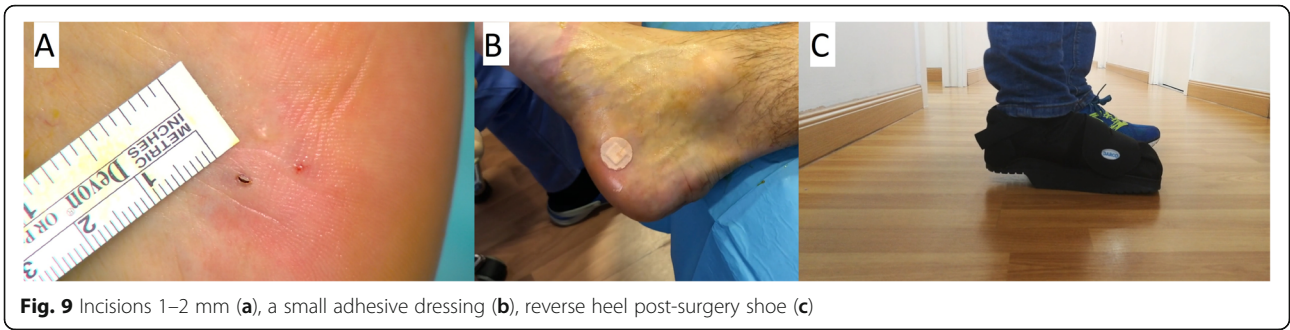 A
B
C
METRIC
INCHES
Devon
OR P
1
2
3
1
Fig. 9 Incisions 1–2 mm (a), a small adhesive dressing (b), reverse heel post-surgery shoe (c)